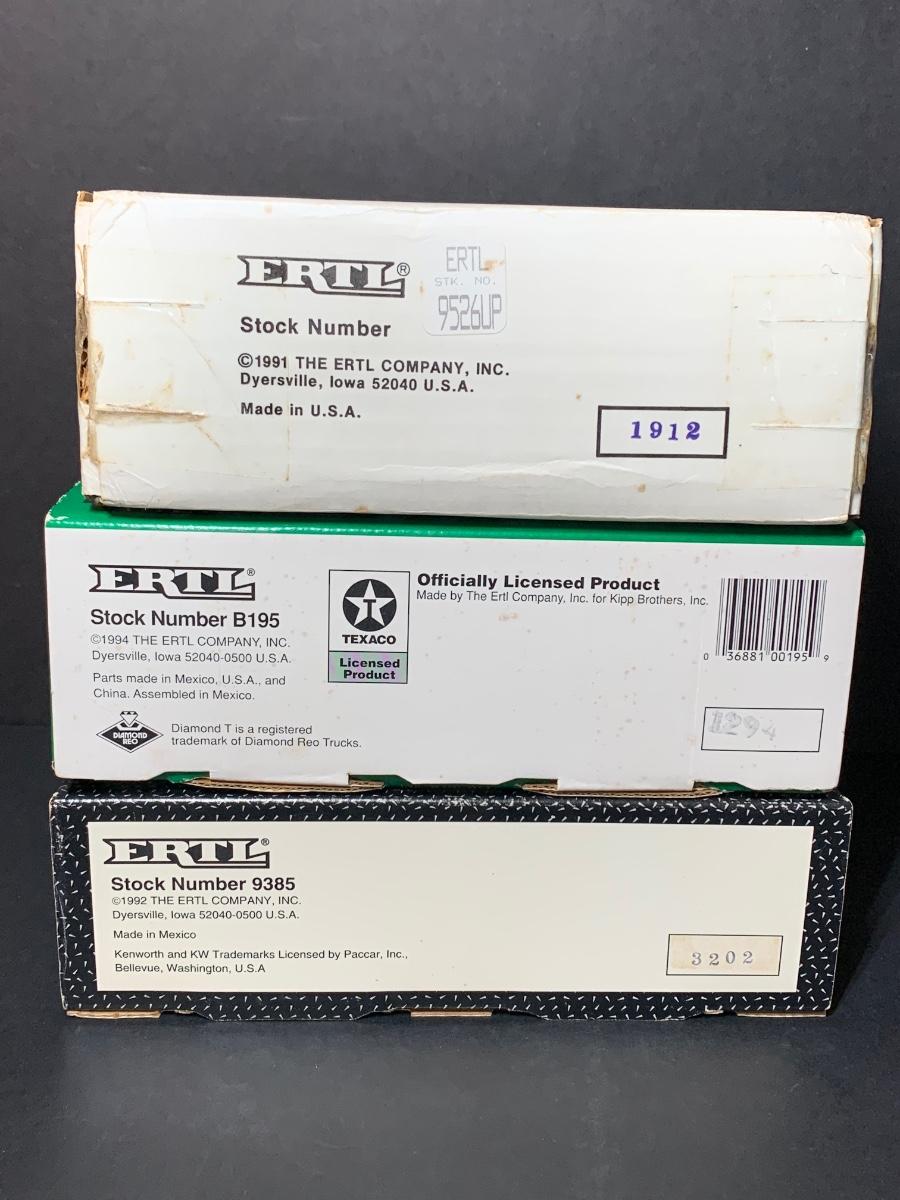 ERTL®
ERTL
STK. NO.
9526UP
Stock Number
©1991 THE ERTL COMPANY, INC.
Dyersville, Iowa 52040 U.S.A.
Made in U.S.A.
1912
ERTL®
Stock Number B195
©1994 THE ERTL COMPANY, INC.
Dyersville, Iowa 52040-0500 U.S.A.
Parts made in Mexico, U.S.A., and
China. Assembled in Mexico.
DIAMOND
REO
Diamond T is a registered
trademark of Diamond Reo Trucks.
T
TEXACO
Licensed
Product
Officially Licensed Product
Made by The Ertl Company, Inc. for Kipp Brothers, Inc.
0 36881 00195 9
1294
ERTL®
Stock Number 9385
©1992 THE ERTL COMPANY, INC.
Dyersville, Iowa 52040-0500 U.S.A.
Made in Mexico
Kenworth and KW Trademarks Licensed by Paccar, Inc.,
Bellevue, Washington, U.S.A
3202